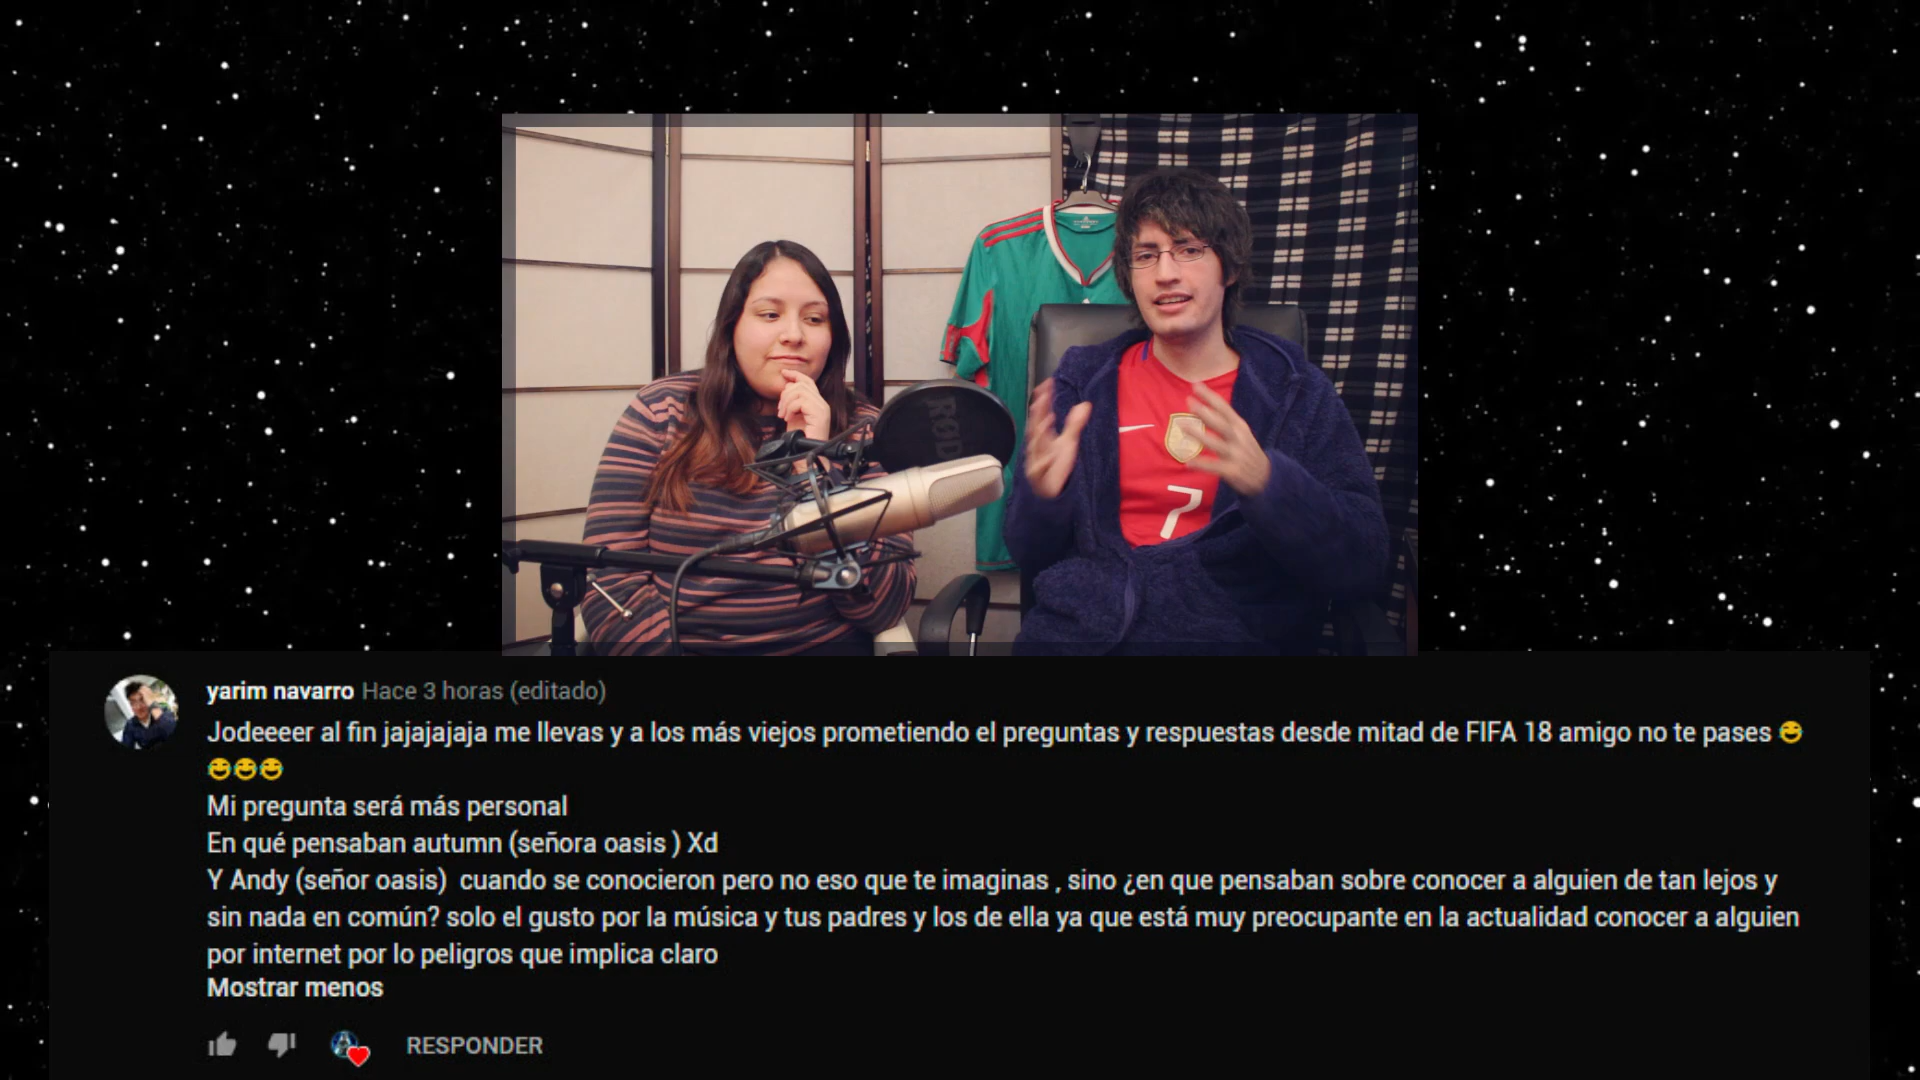 RØD
7
yarim navarro Hace 3 horas (editado)
Jodeeeer al fin jajajajaja me llevas y a los más viejos prometiendo el preguntas y respuestas desde mitad de FIFA 18 amigo no te pases 😂
😂😂😂
Mi pregunta será más personal
En qué pensaban autumn (señora oasis ) Xd
Y Andy (señor oasis)  cuando se conocieron pero no eso que te imaginas , sino ¿en que pensaban sobre conocer a alguien de tan lejos y
sin nada en común? solo el gusto por la música y tus padres y los de ella ya que está muy preocupante en la actualidad conocer a alguien
por internet por lo peligros que implica claro
Mostrar menos
RESPONDER